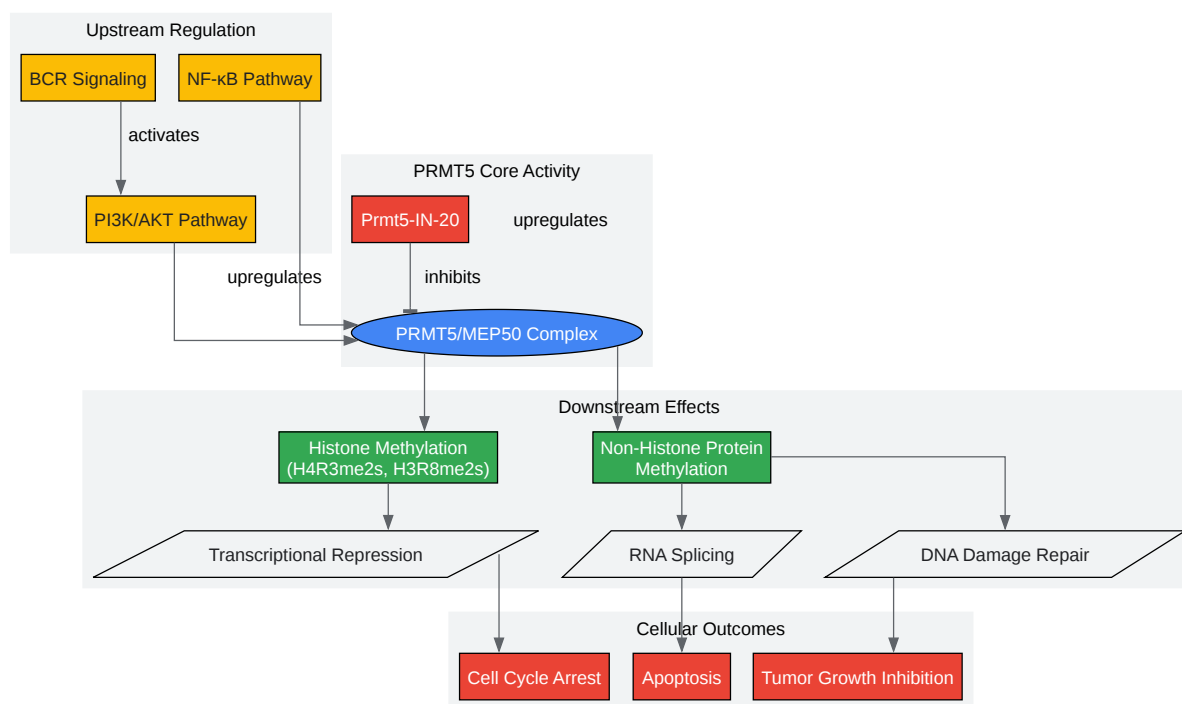 Upstream Regulation
BCR Signaling
NF-κB Pathway
activates
PRMT5 Core Activity
PI3K/AKT Pathway
Prmt5-IN-20
upregulates
upregulates
inhibits
PRMT5/MEP50 Complex
Downstream Effects
Histone Methylation
(H4R3me2s, H3R8me2s)
Non-Histone Protein
Methylation
Transcriptional Repression
RNA Splicing
DNA Damage Repair
Cellular Outcomes
Cell Cycle Arrest
Apoptosis
Tumor Growth Inhibition